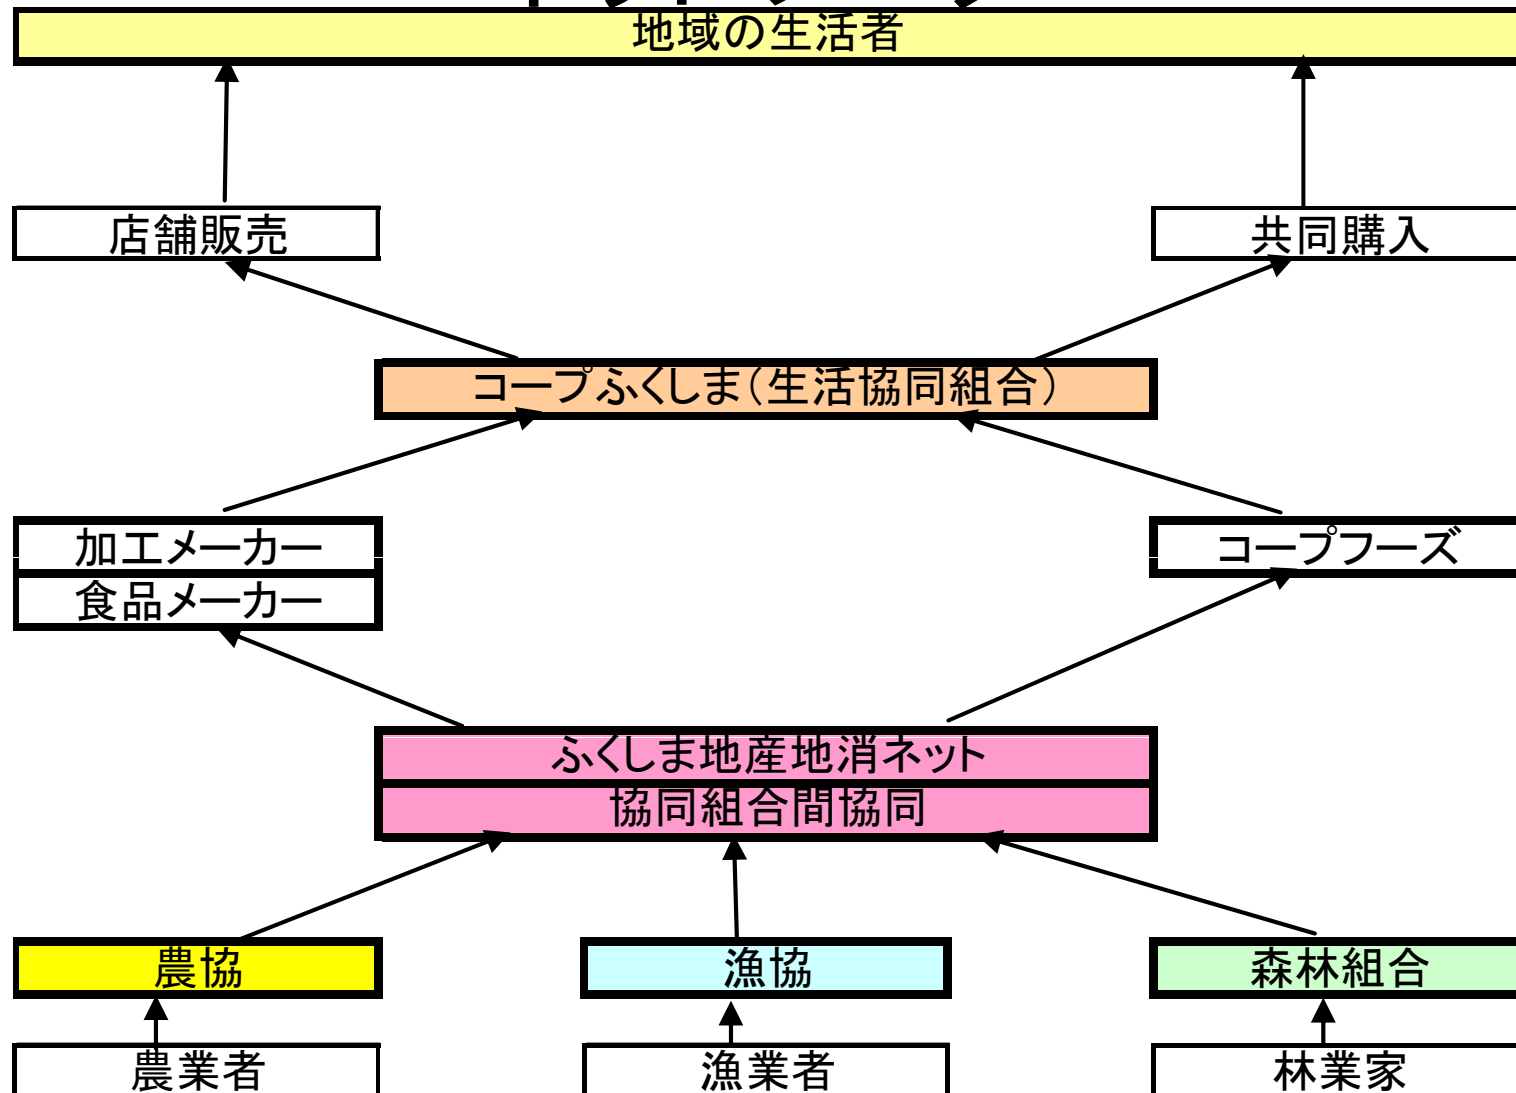 地域の生活者
店舗販売
共同購入
コープふくしま(生活協同組合)
加工メーカー
コープフーズ
食品メーカー
ふくしま地産地消ネット
協同組合間協同
農協
漁協
森林組合
農業者
漁業者
林業家